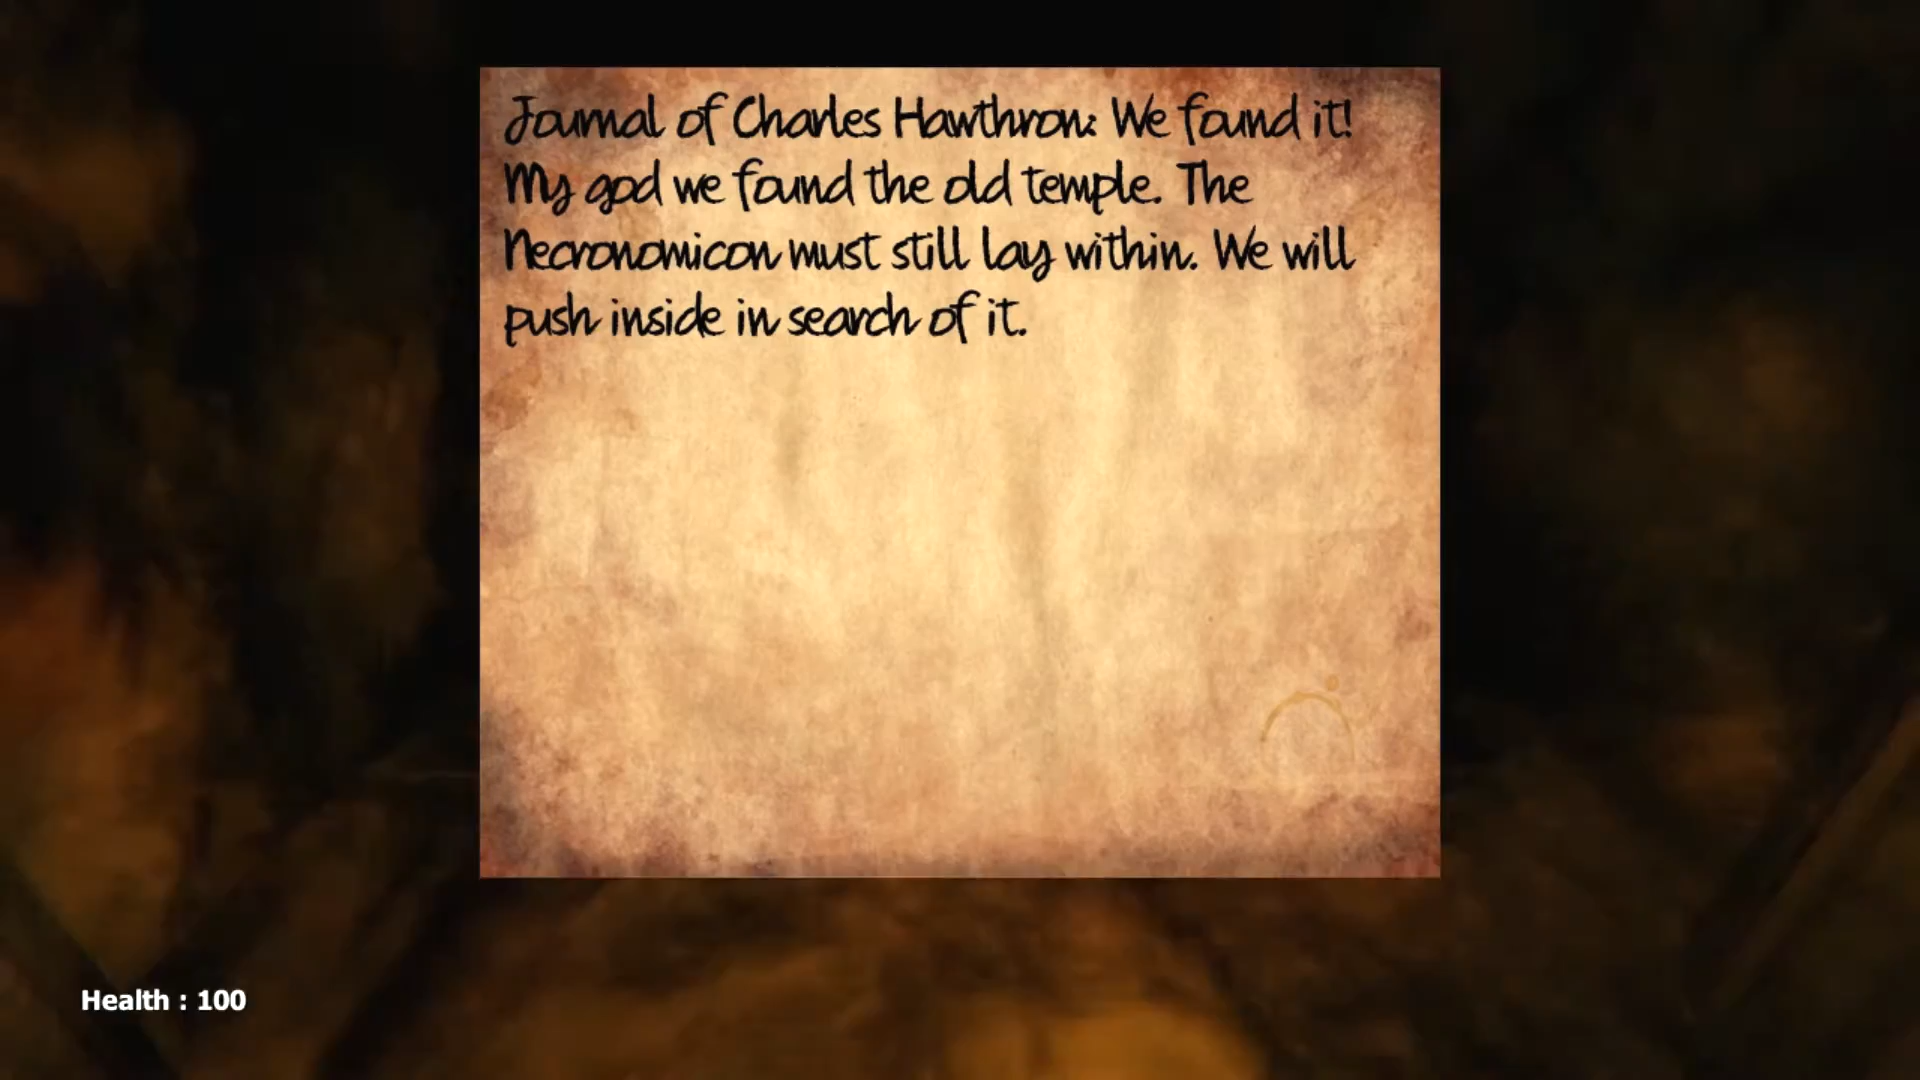 Journal of Charles Hawthron: We found it!
My god we found the old temple. The
Necronomicon must still lay within. We will
push inside in search of it.
Health : 100